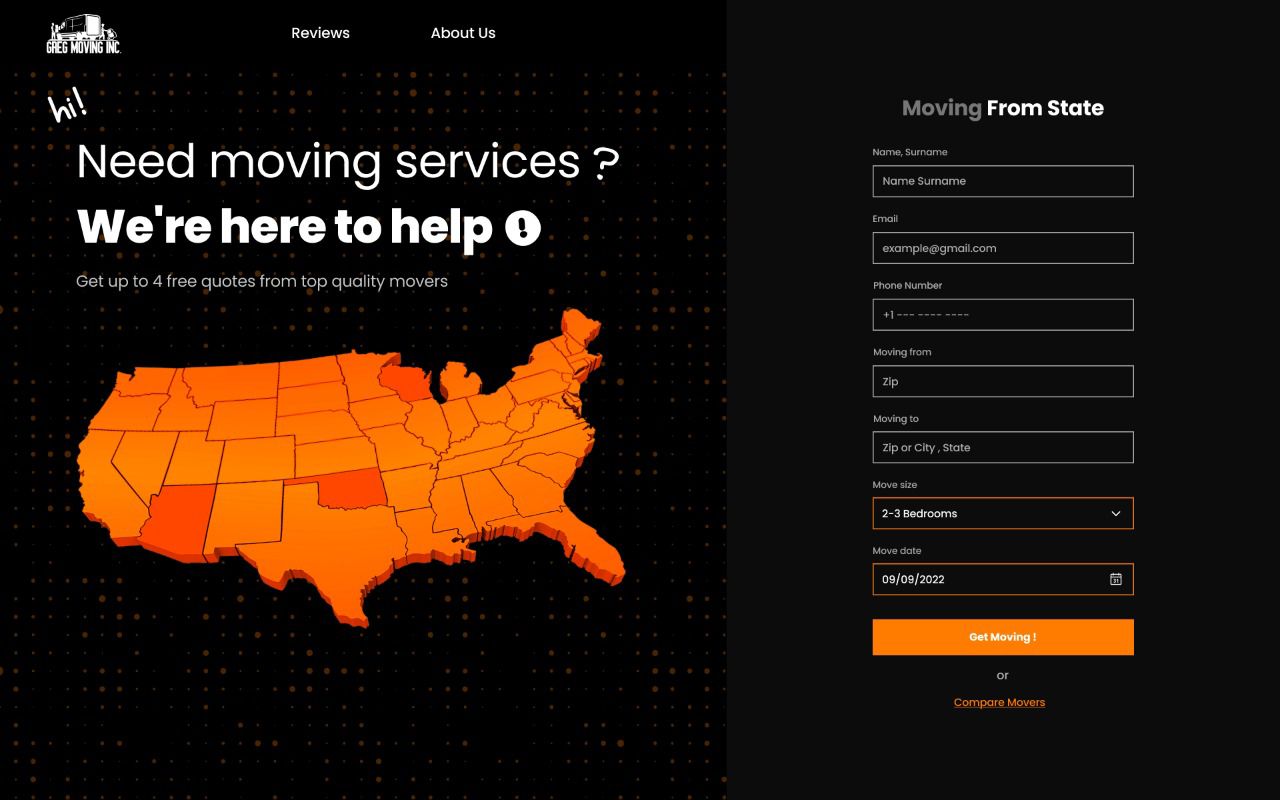 GREG MOVING INC.
Reviews
About Us
hi!
Need moving services ?
We're here to help !
Get up to 4 free quotes from top quality movers
Moving From State
Name, Surname
Name Surname
Email
example@gmail.com
Phone Number
+1 --- ---- ----
Moving from
Zip
Moving to
Zip or City , State
Move size
2-3 Bedrooms
Move date
09/09/2022
31
Get Moving !
or
Compare Movers